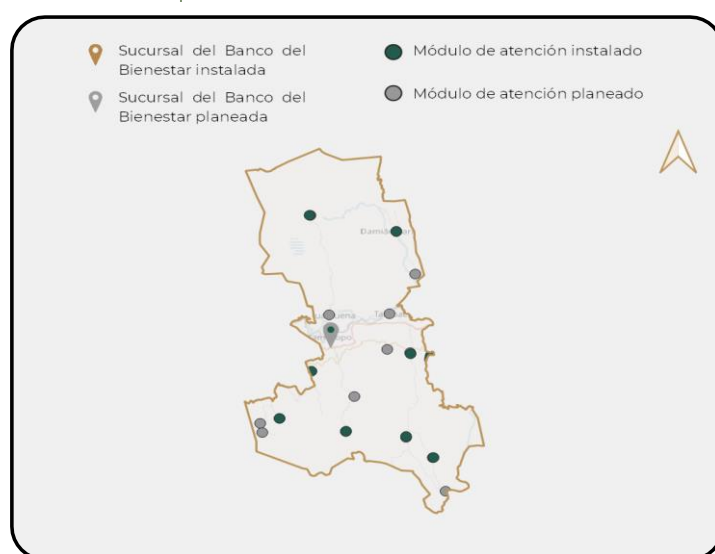 Sucursal del Banco del
Bienestar instalada
Sucursal del Banco del
Bienestar planeada
Módulo de atención instalado
Módulo de atención planeado